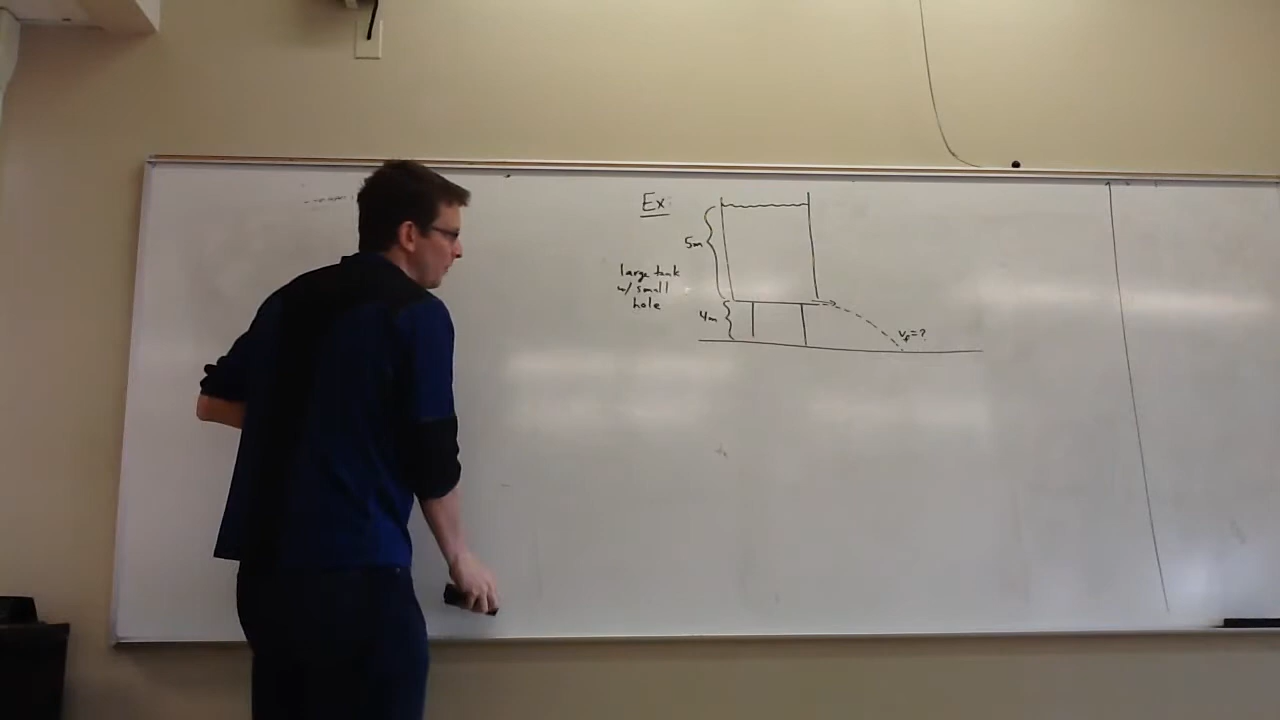 Ex:
5m
large tank
w/ small
hole
4m
v_f = ?